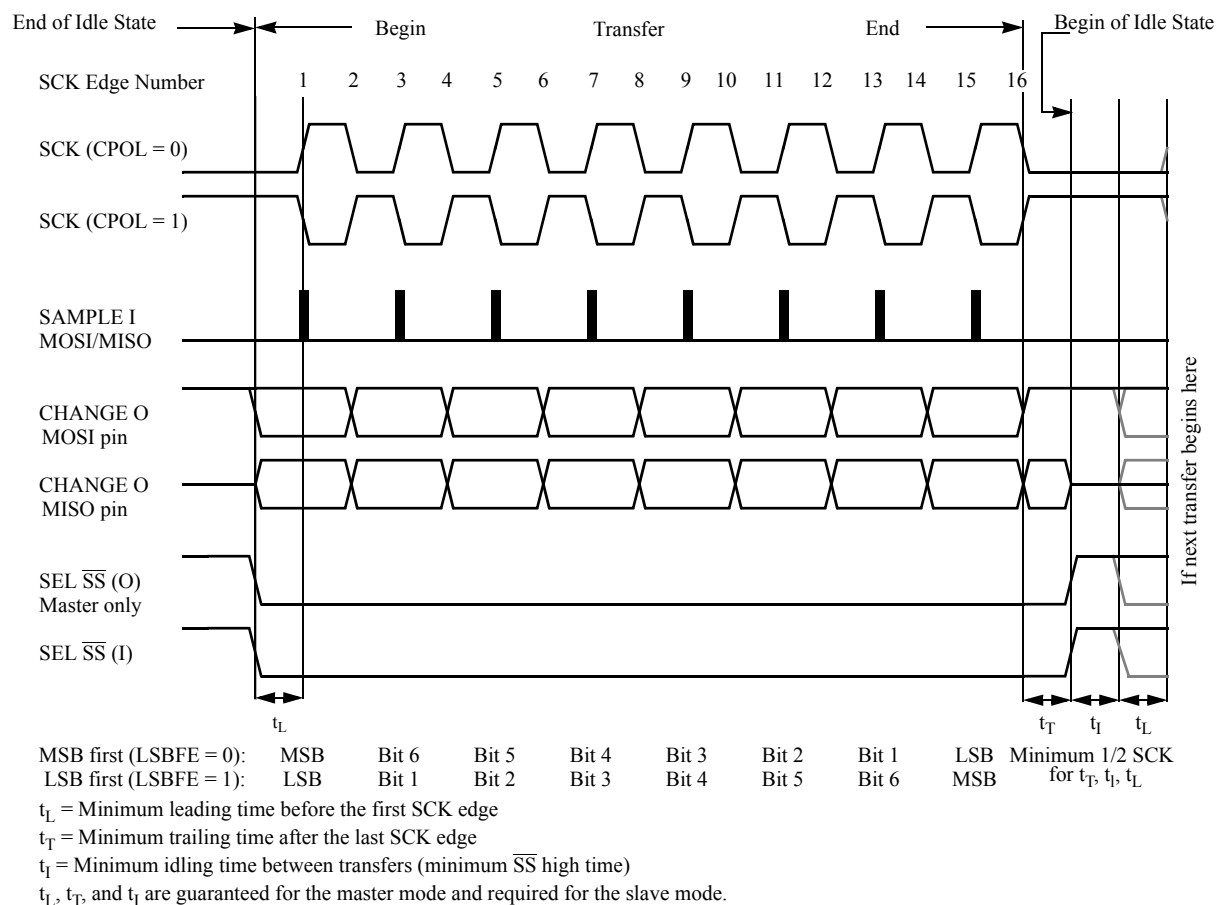 End of Idle State
Begin
Transfer
End
Begin of Idle State
SCK Edge Number
1 2 3 4 5 6 7 8 9 10 11 12 13 14 15 16
SCK (CPOL = 0)
SCK (CPOL = 1)
SAMPLE I
MOSI/MISO
CHANGE O
MOSI pin
CHANGE O
MISO pin
SEL S̅S̅ (O)
Master only
SEL S̅S̅ (I)
If next transfer begins here
tL
tT tI tL
MSB first (LSBFE = 0): MSB Bit 6 Bit 5 Bit 4 Bit 3 Bit 2 Bit 1 LSB
LSB first (LSBFE = 1): LSB Bit 1 Bit 2 Bit 3 Bit 4 Bit 5 Bit 6 MSB
Minimum 1/2 SCK
for tT, tI, tL
tL = Minimum leading time before the first SCK edge
tT = Minimum trailing time after the last SCK edge
tI = Minimum idling time between transfers (minimum S̅S̅ high time)
tL, tT, and tI are guaranteed for the master mode and required for the slave mode.